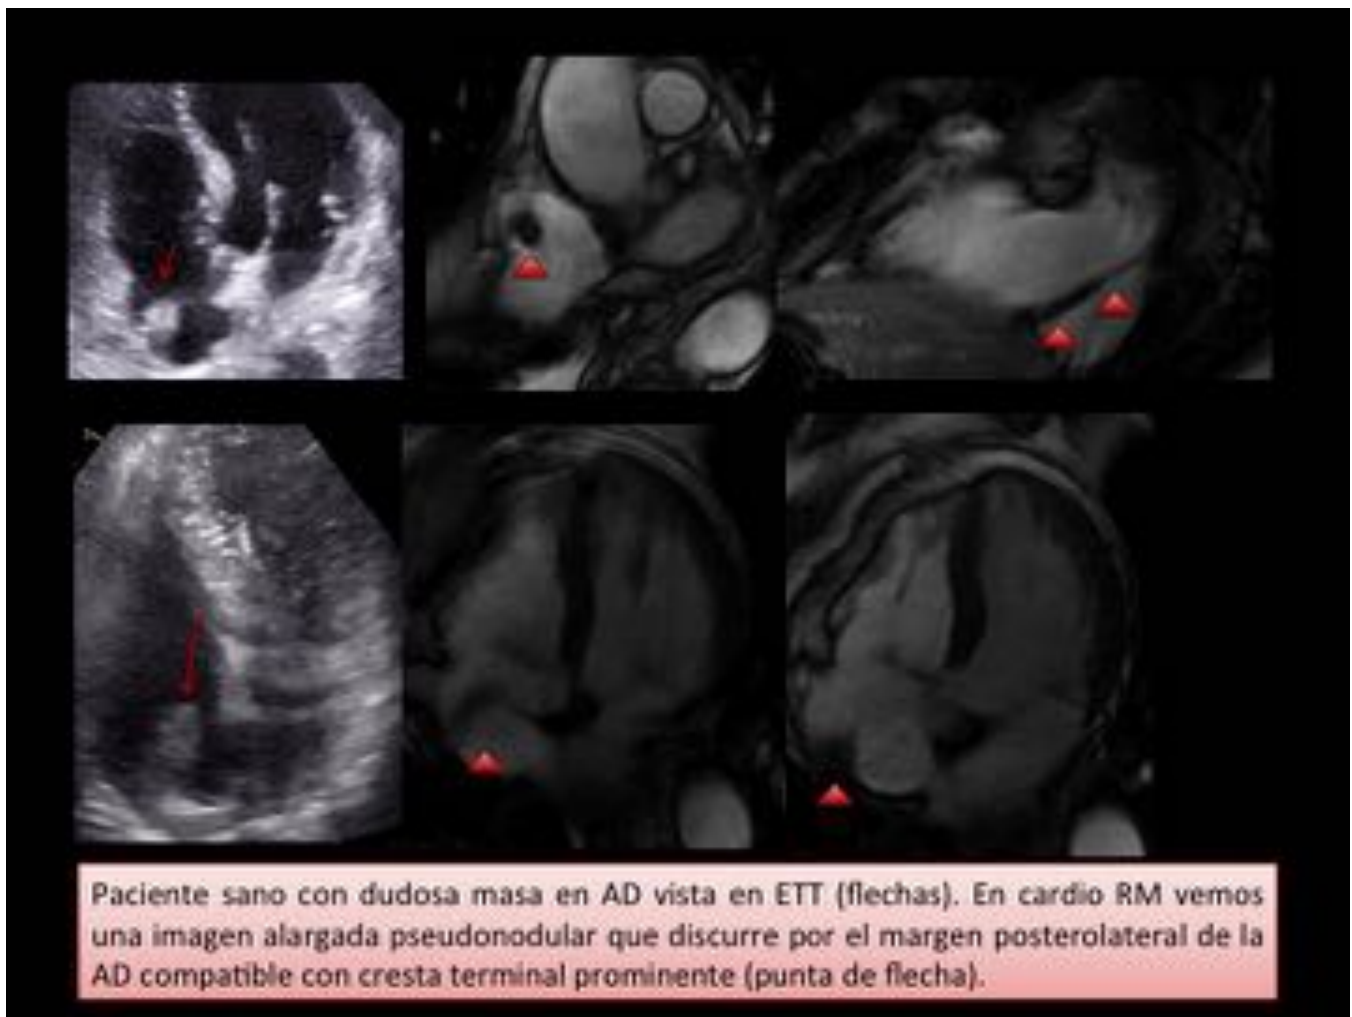 Paciente sano con dudosa masa en AD vista en ETT (flechas). En cardio RM vemos
una imagen alargada pseudonodular que discurre por el margen posterolateral de la
AD compatible con cresta terminal prominente (punta de flecha).